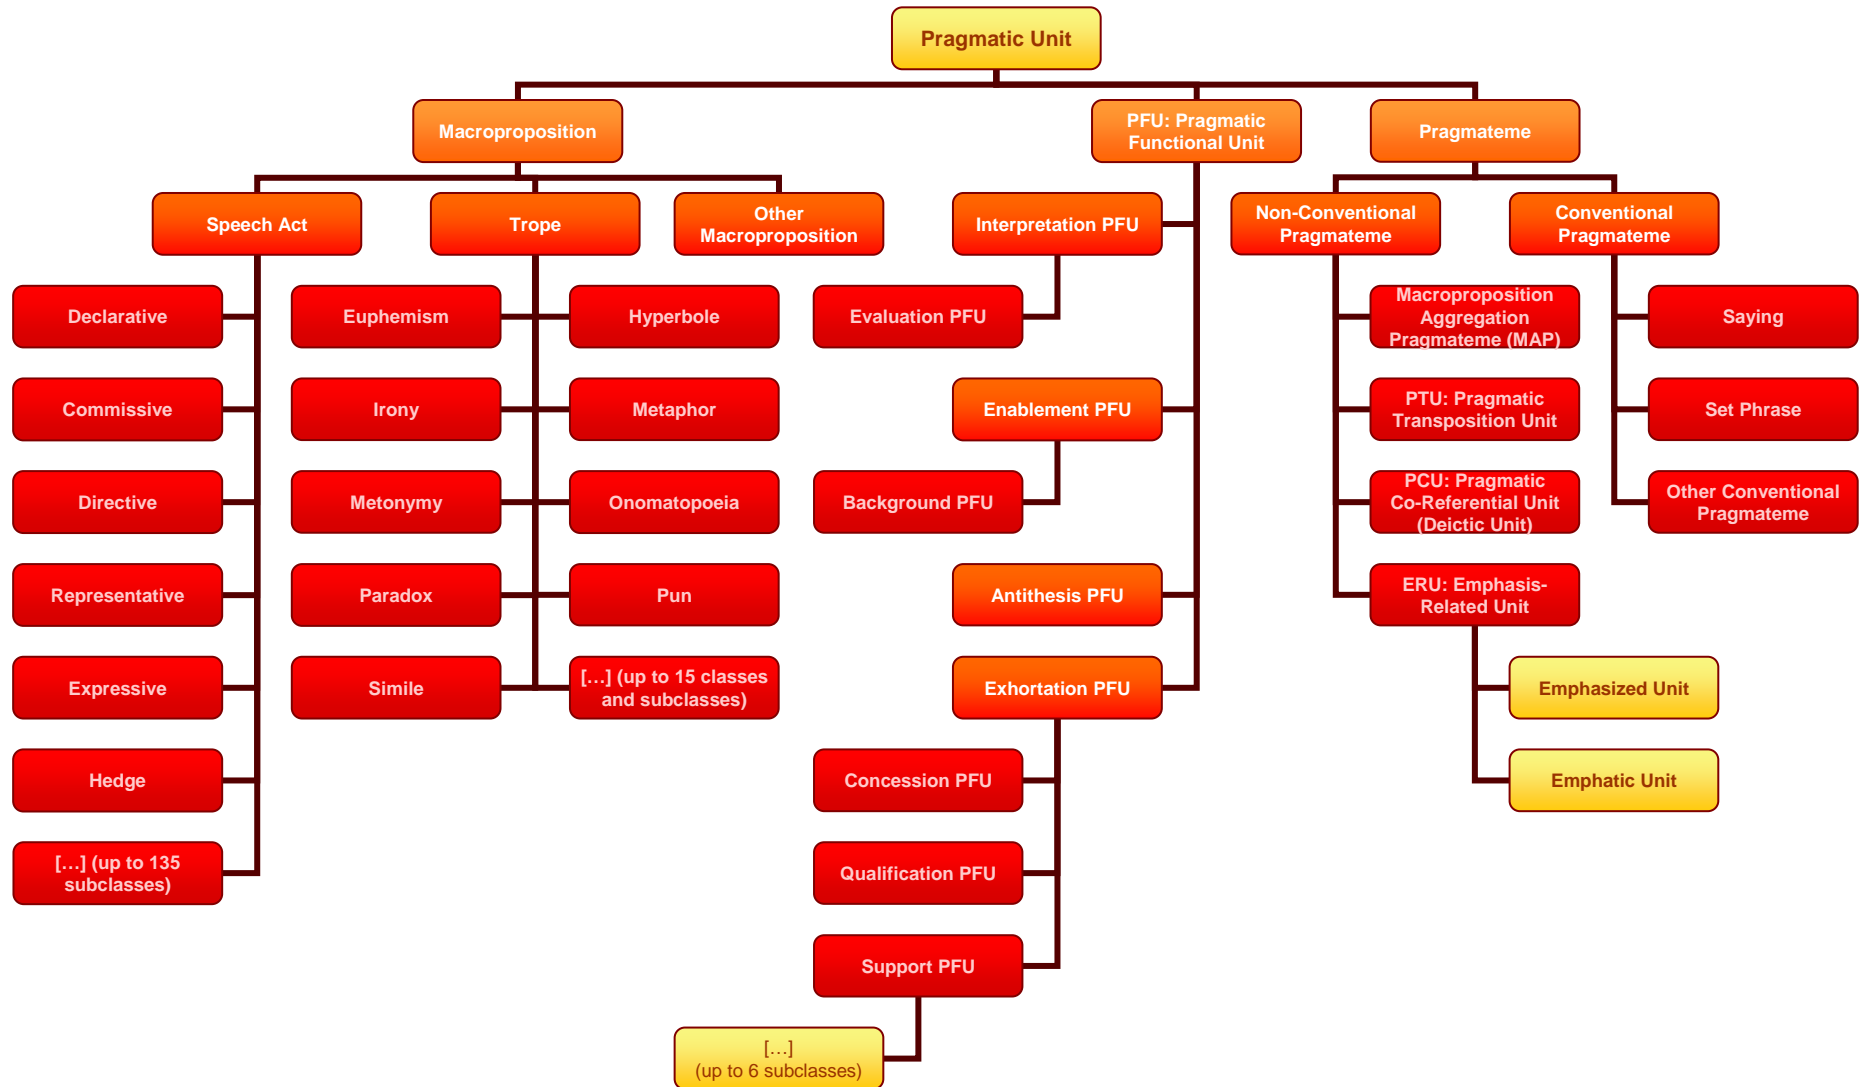 Pragmatic Unit
Macroproposition
PFU: Pragmatic
Functional Unit
Pragmateme
Speech Act
Trope
Other
Macroproposition
Interpretation PFU
Non-Conventional
Pragmateme
Conventional
Pragmateme
Declarative
Euphemism
Hyperbole
Evaluation PFU
Macroproposition
Aggregation
Pragmateme (MAP)
Saying
Commissive
Irony
Metaphor
Enablement PFU
PTU: Pragmatic
Transposition Unit
Set Phrase
Directive
Metonymy
Onomatopoeia
Background PFU
PCU: Pragmatic
Co-Referential Unit
(Deictic Unit)
Other Conventional
Pragmateme
Representative
Paradox
Pun
Antithesis PFU
ERU: Emphasis-
Related Unit
Expressive
Simile
[…] (up to 15 classes
and subclasses)
Exhortation PFU
Emphasized Unit
Hedge
Concession PFU
Emphatic Unit
[…] (up to 135
subclasses)
Qualification PFU
Support PFU
[…]
(up to 6 subclasses)